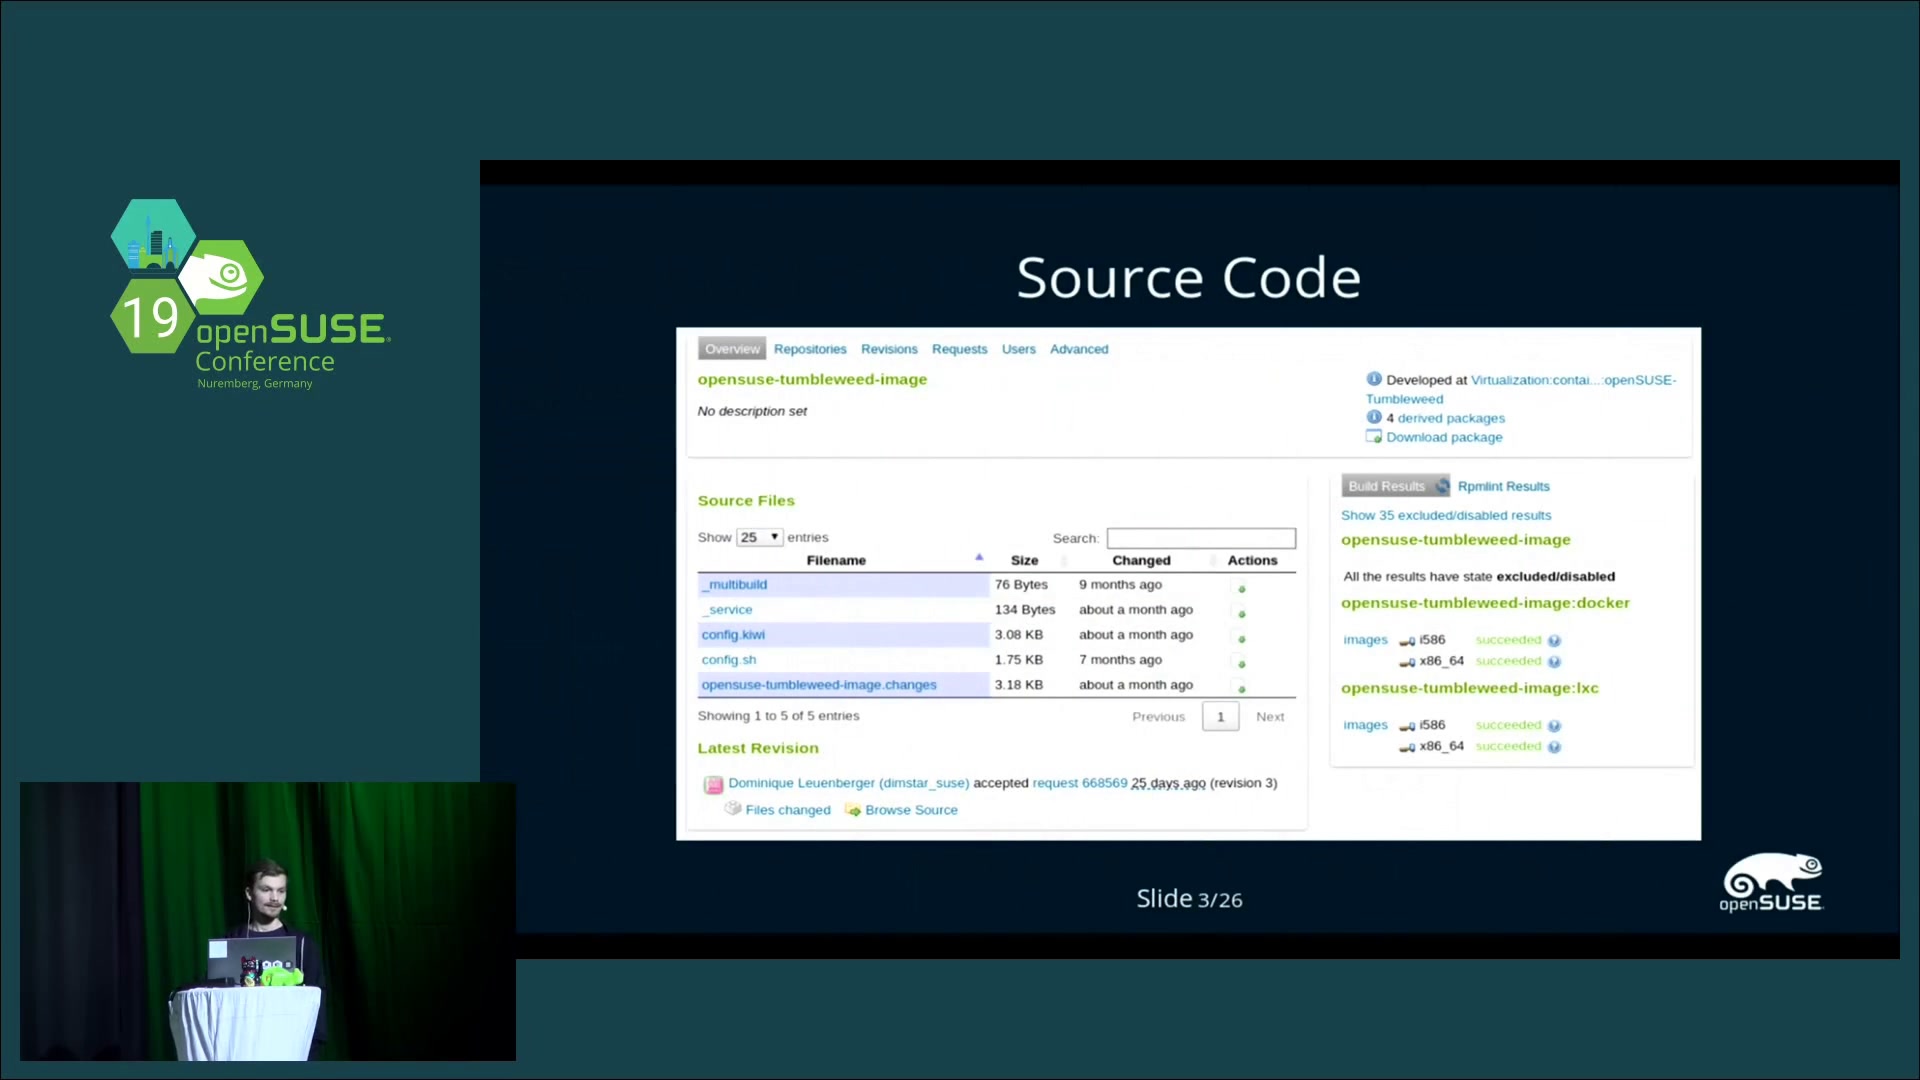 19
openSUSE
Conference
Nuremberg, Germany
Source Code
Overview Repositories Revisions Requests Users Advanced
opensuse-tumbleweed-image
No description set
Developed at Virtualization:contai...:openSUSE-
Tumbleweed
4 derived packages
Download package
Source Files
Show 25 entries
Search:
Filename Size Changed Actions
_multibuild 76 Bytes 9 months ago
_service 134 Bytes about a month ago
config.kiwi 3.08 KB about a month ago
config.sh 1.75 KB 7 months ago
opensuse-tumbleweed-image.changes 3.18 KB about a month ago
Showing 1 to 5 of 5 entries
Previous 1 Next
Latest Revision
Dominique Leuenberger (dimstar_suse) accepted request 668569 25 days ago (revision 3)
Files changed Browse Source
Build Results Rpmlint Results
Show 35 excluded/disabled results
opensuse-tumbleweed-image
All the results have state excluded/disabled
opensuse-tumbleweed-image:docker
images i586 succeeded
x86_64 succeeded
opensuse-tumbleweed-image:lxc
images i586 succeeded
x86_64 succeeded
Slide 3/26
openSUSE